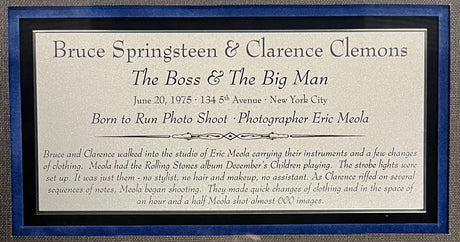 Bruce Springsteen & Clarence Clemons
The Boss & The Big Man
June 20, 1975 · 134 5th Avenue · New York City
Born to Run Photo Shoot · Photographer Eric Meola
Bruce and Clarence walked into the studio of Eric Meola carrying their instruments and a few changes
of clothing. Meola had the Rolling Stones album December's Children playing. The strobe lights were
set up. It was just them - no stylist, no hair and makeup, no assistant. As Clarence riffed on several
sequences of notes, Meola began shooting. They made quick changes of clothing and in the space of
an hour and a half Meola shot almost 600 images.